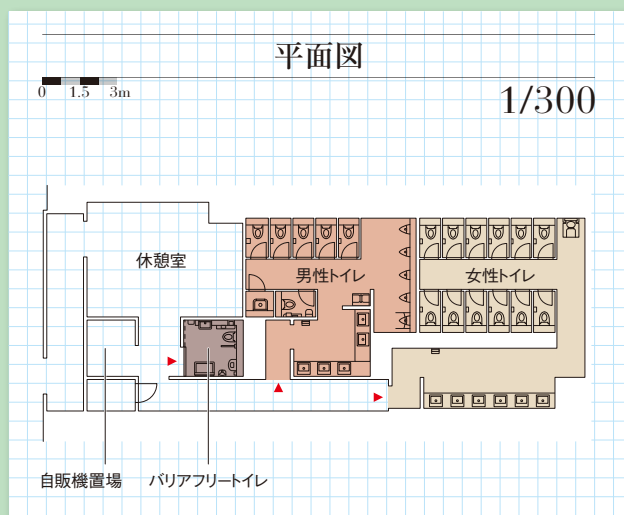 平面図
0 1.5 3m
1/300
休憩室
男性トイレ
女性トイレ
自販機置場
バリアフリートイレ